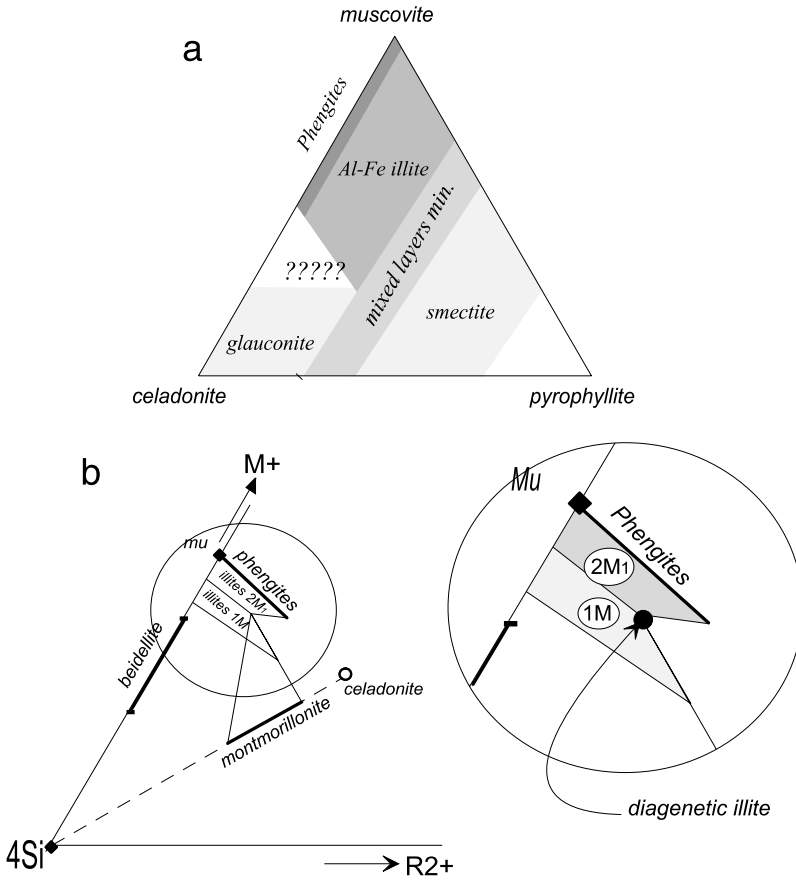 muscovite
a
Phengites
Al-Fe illite
mixed layers min.
?????
smectite
glauconite
celadonite
pyrophyllite
b
M+
mu
phengites
illites 2M1
illites 1M
beidellite
celadonite
montmorillonite
4Si
R2+
Mu
Phengites
2M1
1M
diagenetic illite